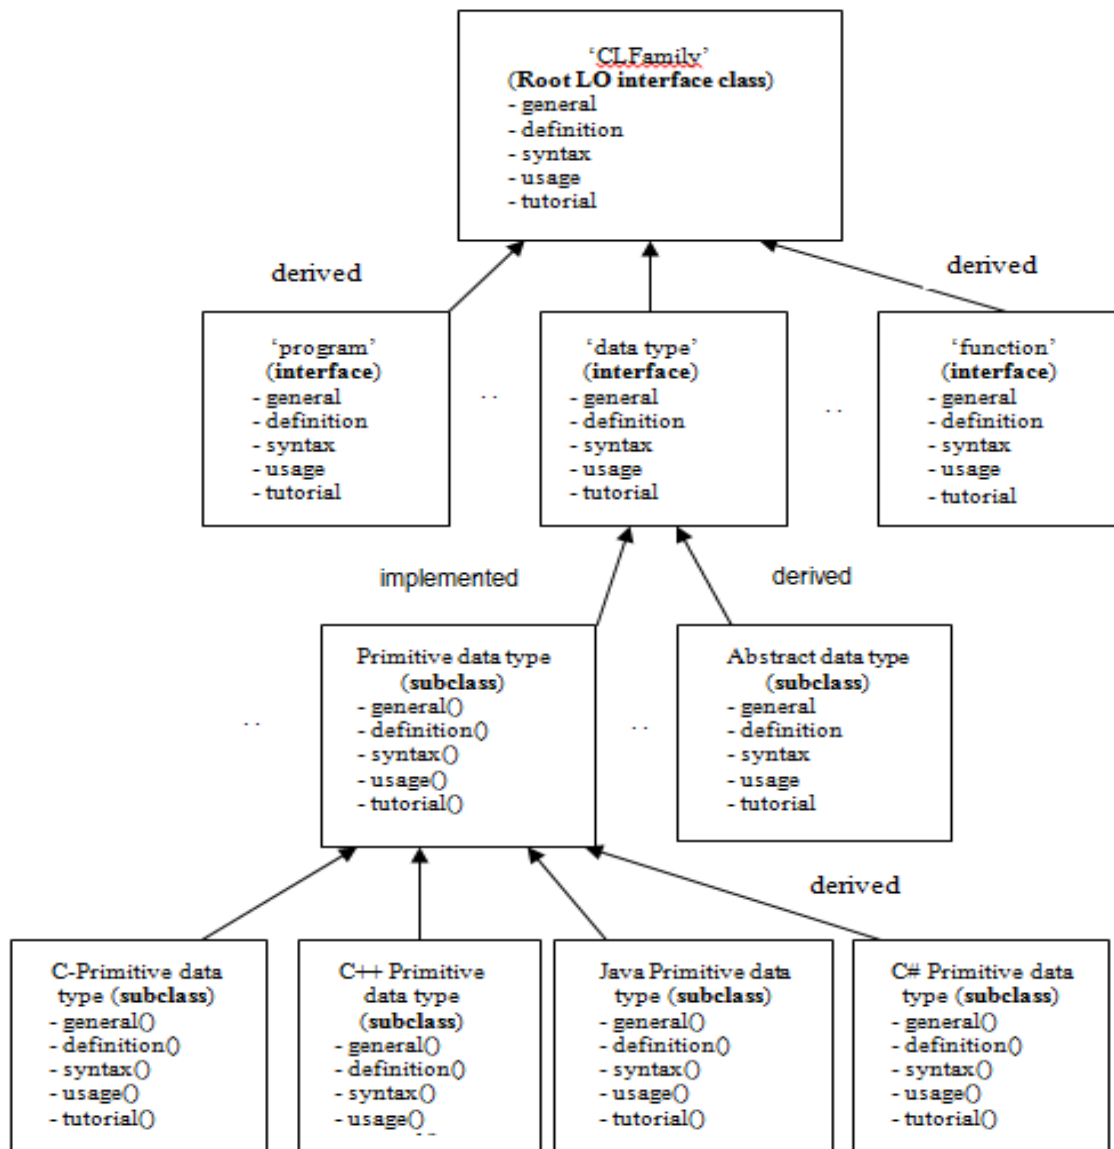 ‘CLFamily’
(Root LO interface class)
- general
- definition
- syntax
- usage
- tutorial
derived
derived
‘program’
(interface)
- general
- definition
- syntax
- usage
- tutorial
..
‘data type’
(interface)
- general
- definition
- syntax
- usage
- tutorial
..
‘function’
(interface)
- general
- definition
- syntax
- usage
- tutorial
implemented
derived
..
Primitive data type
(subclass)
- general()
- definition()
- syntax()
- usage()
- tutorial()
..
Abstract data type
(subclass)
- general
- definition
- syntax
- usage
- tutorial
derived
C-Primitive data
type (subclass)
- general()
- definition()
- syntax()
- usage()
- tutorial()
C++ Primitive
data type
(subclass)
- general()
- definition()
- syntax()
- usage()
Java Primitive data
type (subclass)
- general()
- definition()
- syntax()
- usage()
- tutorial()
C# Primitive data
type (subclass)
- general()
- definition()
- syntax()
- usage()
- tutorial()